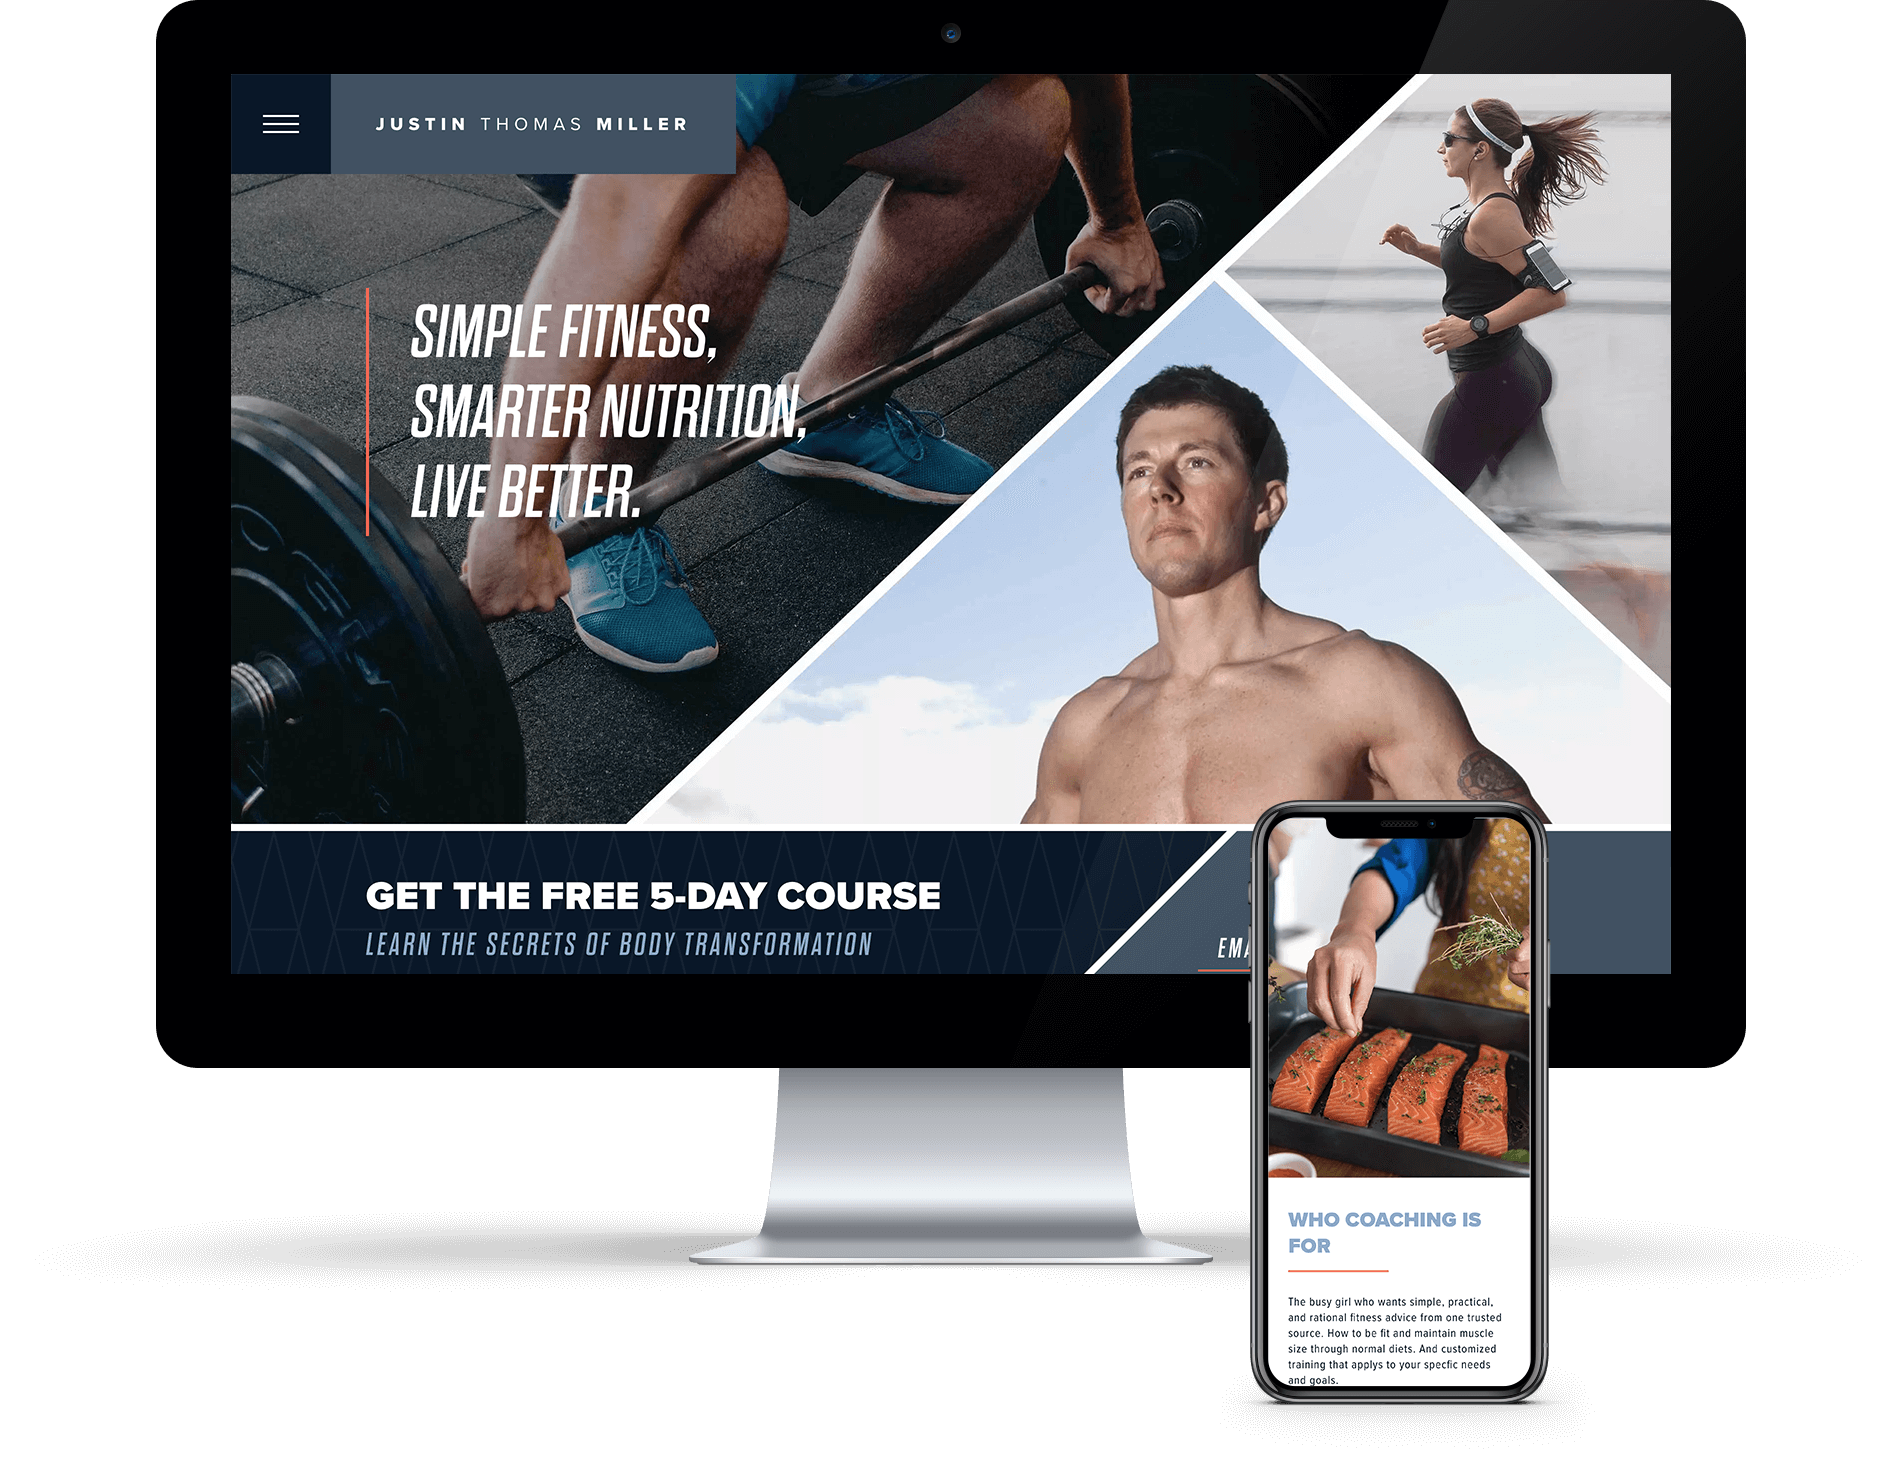 JUSTIN THOMAS MILLER
SIMPLE FITNESS,
SMARTER NUTRITION,
LIVE BETTER.
GET THE FREE 5-DAY COURSE
LEARN THE SECRETS OF BODY TRANSFORMATION
WHO COACHING IS
FOR
The busy girl who wants simple, practical,
and rational fitness advice from one trusted
source. How to be fit and maintain muscle
size through normal diets. And customized
training that applys to your specfic needs
and goals.